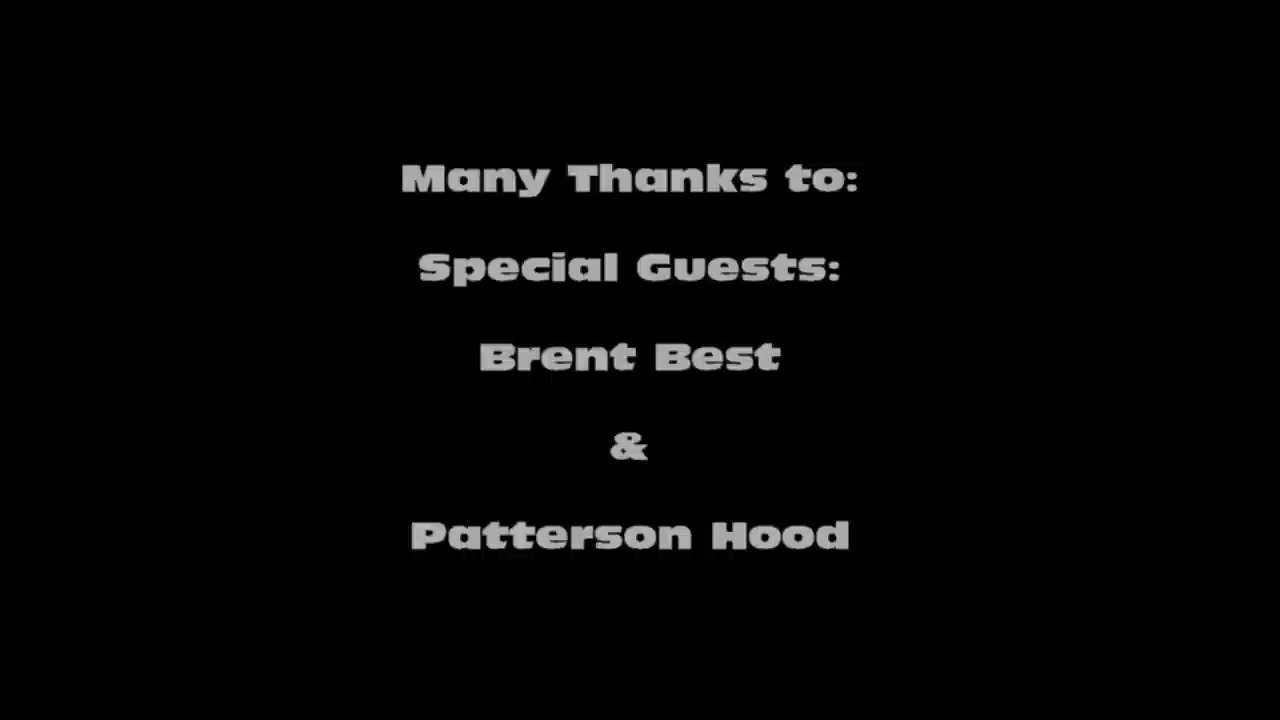 Many Thanks to:
Special Guests:
Brent Best
&
Patterson Hood